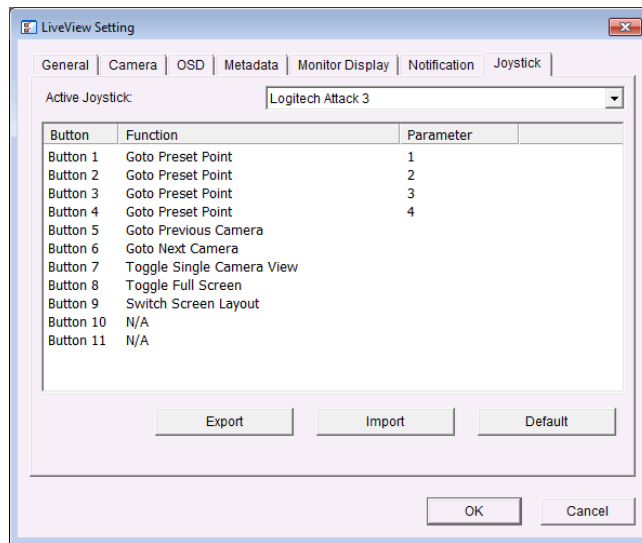 LiveView Setting
General Camera OSD Metadata Monitor Display Notification Joystick
Active Joystick: Logitech Attack 3
Button Function Parameter
Button 1 Goto Preset Point 1
Button 2 Goto Preset Point 2
Button 3 Goto Preset Point 3
Button 4 Goto Preset Point 4
Button 5 Goto Previous Camera
Button 6 Goto Next Camera
Button 7 Toggle Single Camera View
Button 8 Toggle Full Screen
Button 9 Switch Screen Layout
Button 10 N/A
Button 11 N/A
Export Import Default
OK Cancel